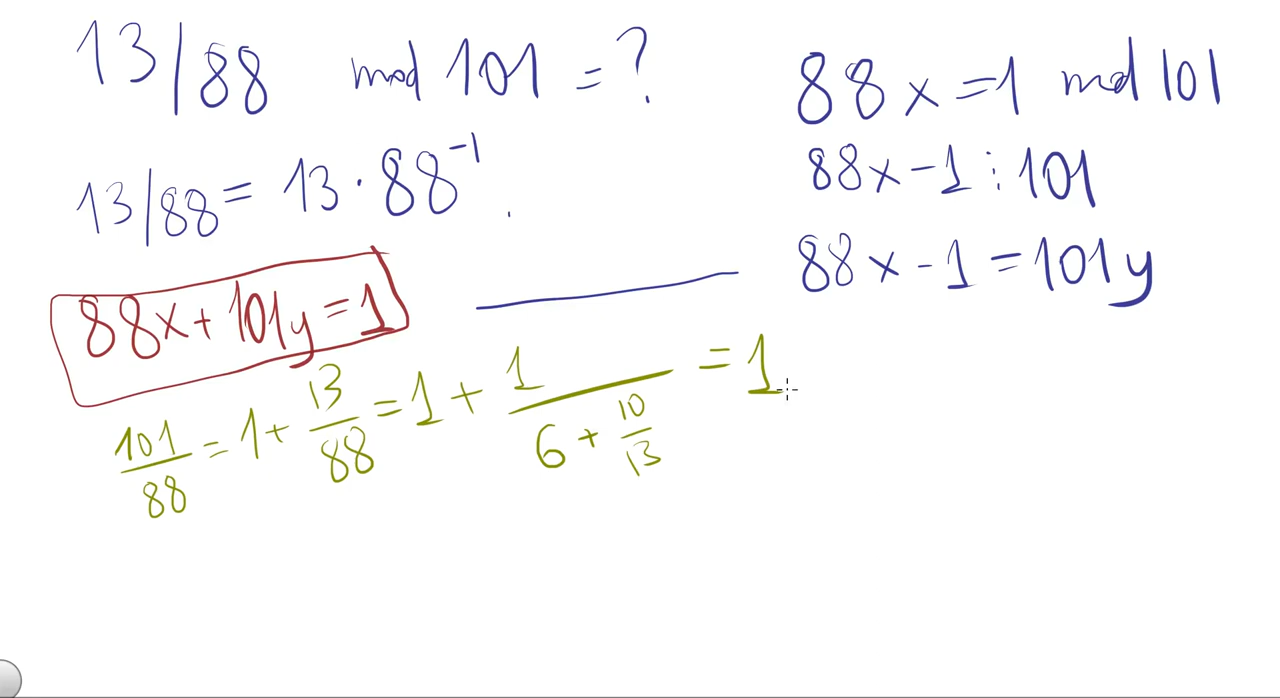 13/88 mod 101 = ?
13/88 = 13 · 88⁻¹ .
88x = 1 mod 101
88x - 1 ⋮ 101
88x - 1 = 101y
88x + 101y = 1
101/88 = 1 + 13/88 = 1 + 1/(6 + 10/13) = 1